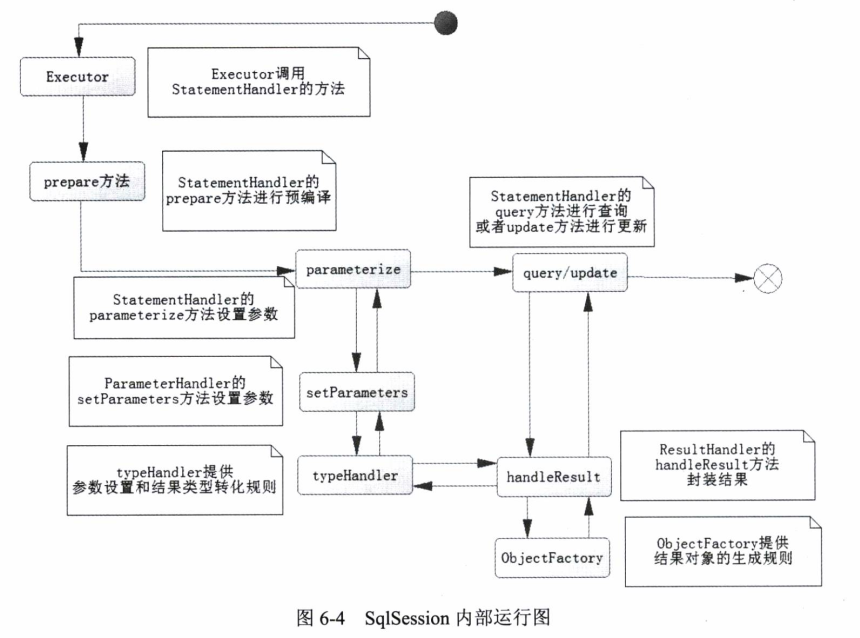 Executor
Executor调用
StatementHandler的方法
prepare方法
StatementHandler的
prepare方法进行预编译
StatementHandler的
query方法进行查询
或者update方法进行更新
parameterize
query/update
StatementHandler的
parameterize方法设置参数
ParameterHandler的
setParameters方法设置参数
setParameters
typeHandler提供
参数设置和结果类型转化规则
typeHandler
handleResult
ResultHandler的
handleResult方法
封装结果
ObjectFactory
ObjectFactory提供
结果对象的生成规则
图 6-4 SqlSession 内部运行图